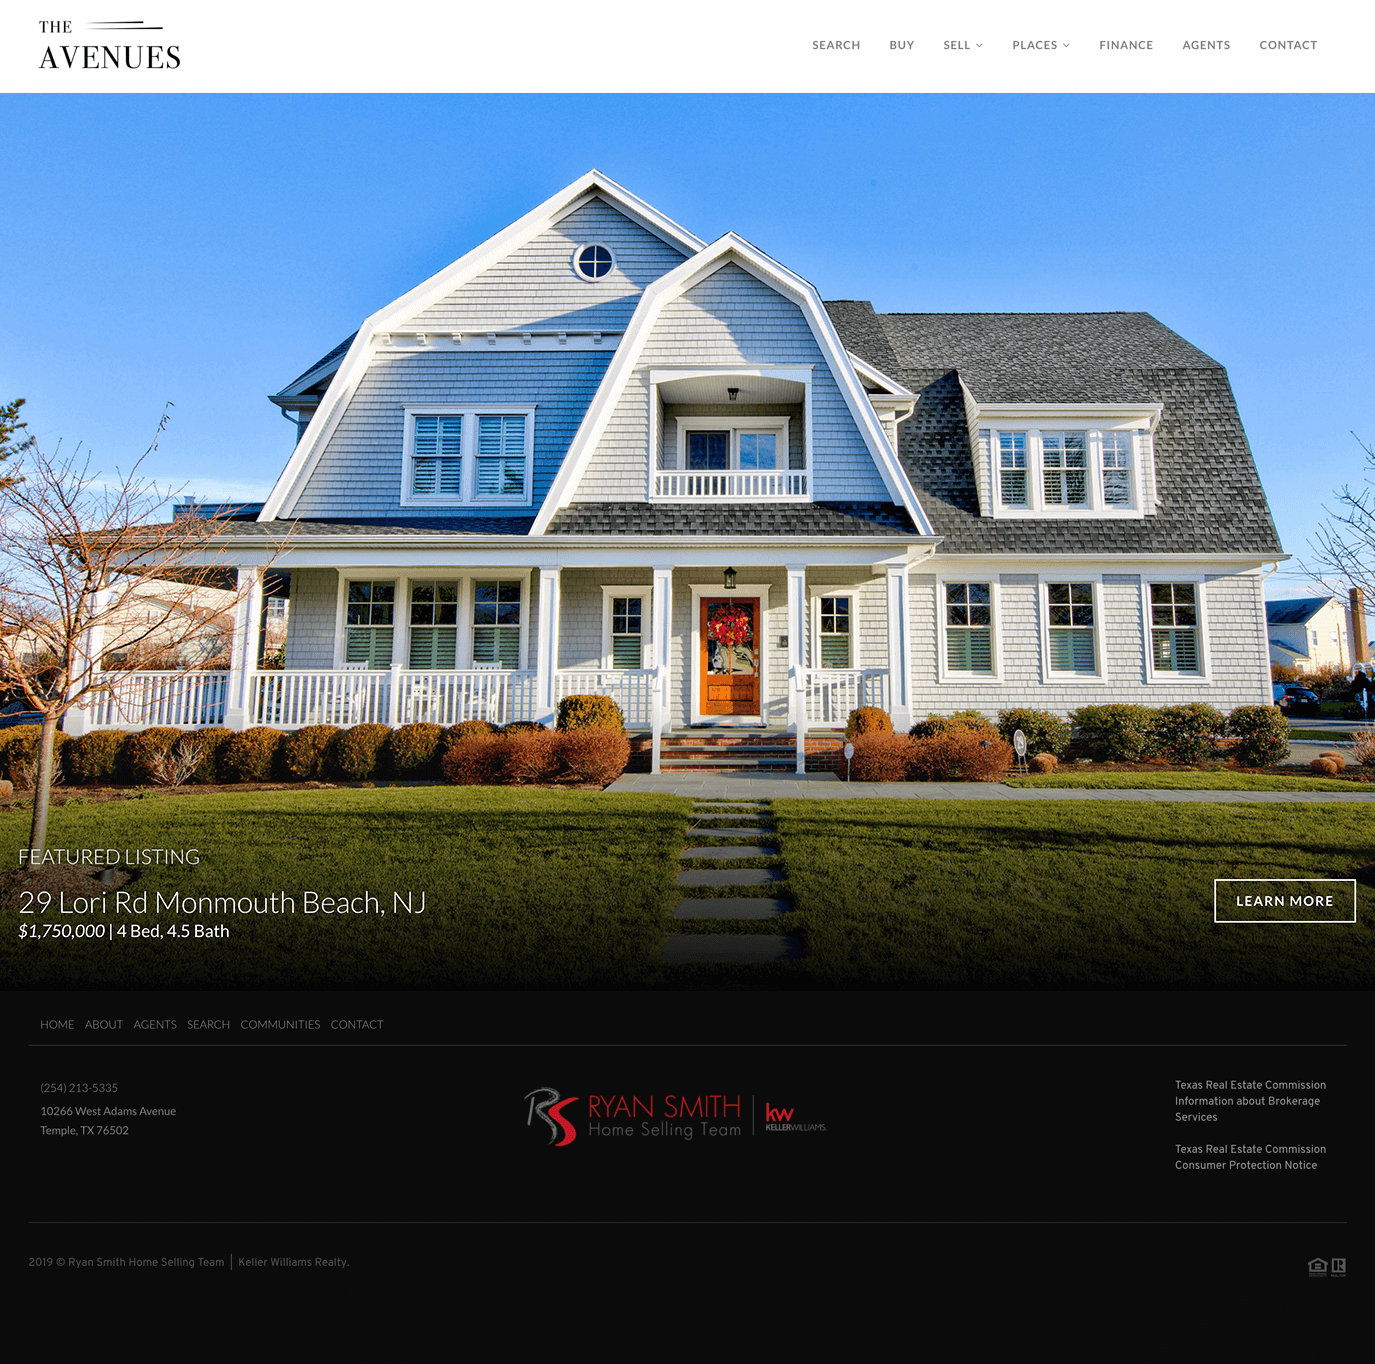 THE
AVENUES
SEARCH BUY SELL PLACES FINANCE AGENTS CONTACT
FEATURED LISTING
29 Lori Rd Monmouth Beach, NJ
$1,750,000 | 4 Bed, 4.5 Bath
LEARN MORE
HOME ABOUT AGENTS SEARCH COMMUNITIES CONTACT
(254) 213-5335
10266 West Adams Avenue
Temple, TX 76502
RS
RYAN SMITH
Home Selling Team
kw
KELLERWILLIAMS.
Texas Real Estate Commission
Information about Brokerage
Services
Texas Real Estate Commission
Consumer Protection Notice
2019 © Ryan Smith Home Selling Team | Keller Williams Realty.